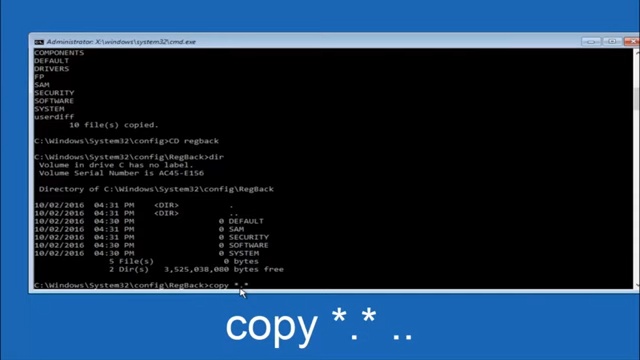 Administrator: X:\windows\system32\cmd.exe
COMPONENTS
DEFAULT
DRIVERS
FP
SAM
SECURITY
SOFTWARE
SYSTEM
userdiff
10 file(s) copied.
C:\Windows\System32\config>CD regback
C:\Windows\System32\config\RegBack>dir
Volume in drive C has no label.
Volume Serial Number is AC45-E156
Directory of C:\Windows\System32\config\RegBack
10/02/2016 04:31 PM <DIR> .
10/02/2016 04:31 PM <DIR> ..
10/02/2016 04:30 PM 0 DEFAULT
10/02/2016 04:31 PM 0 SAM
10/02/2016 04:31 PM 0 SECURITY
10/02/2016 04:30 PM 0 SOFTWARE
10/02/2016 04:30 PM 0 SYSTEM
5 File(s) 0 bytes
2 Dir(s) 3,525,038,080 bytes free
C:\Windows\System32\config\RegBack>copy *.*
copy *.* ..